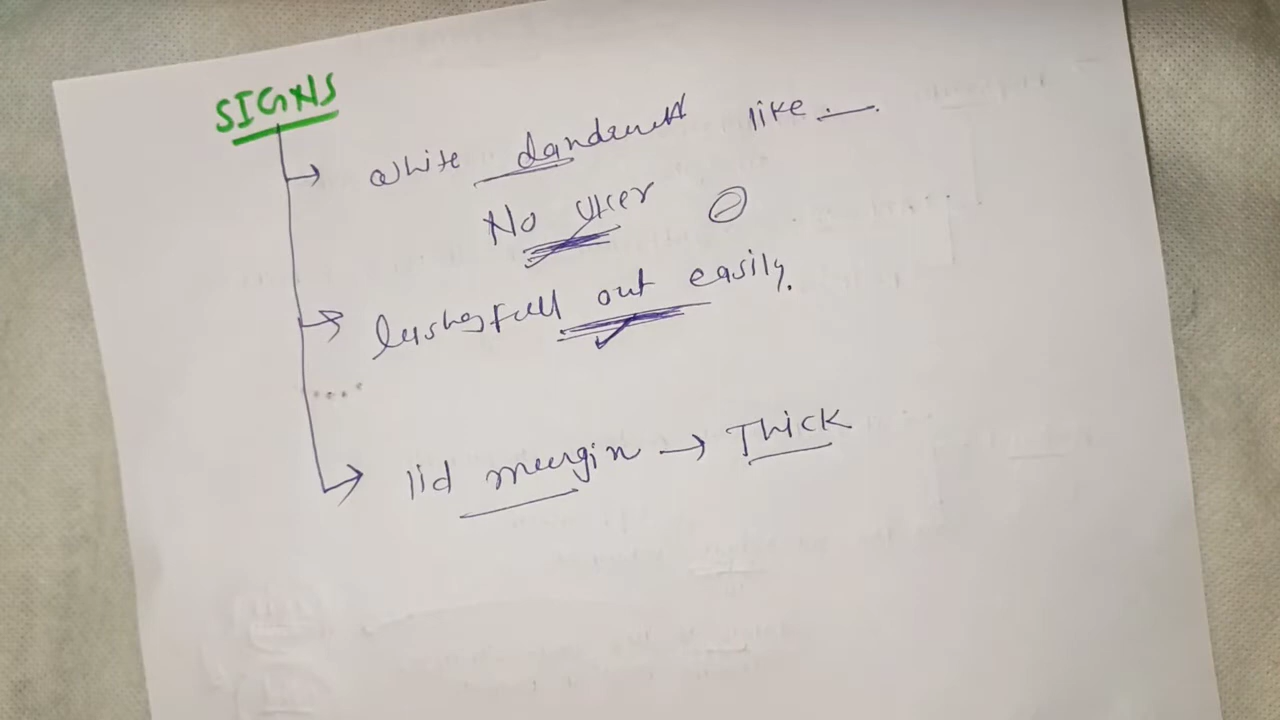 SIGNS
→ white dandruff like —.
No ulcer ⊖
→ lashes fall out easily.
→ lid margin → Thick